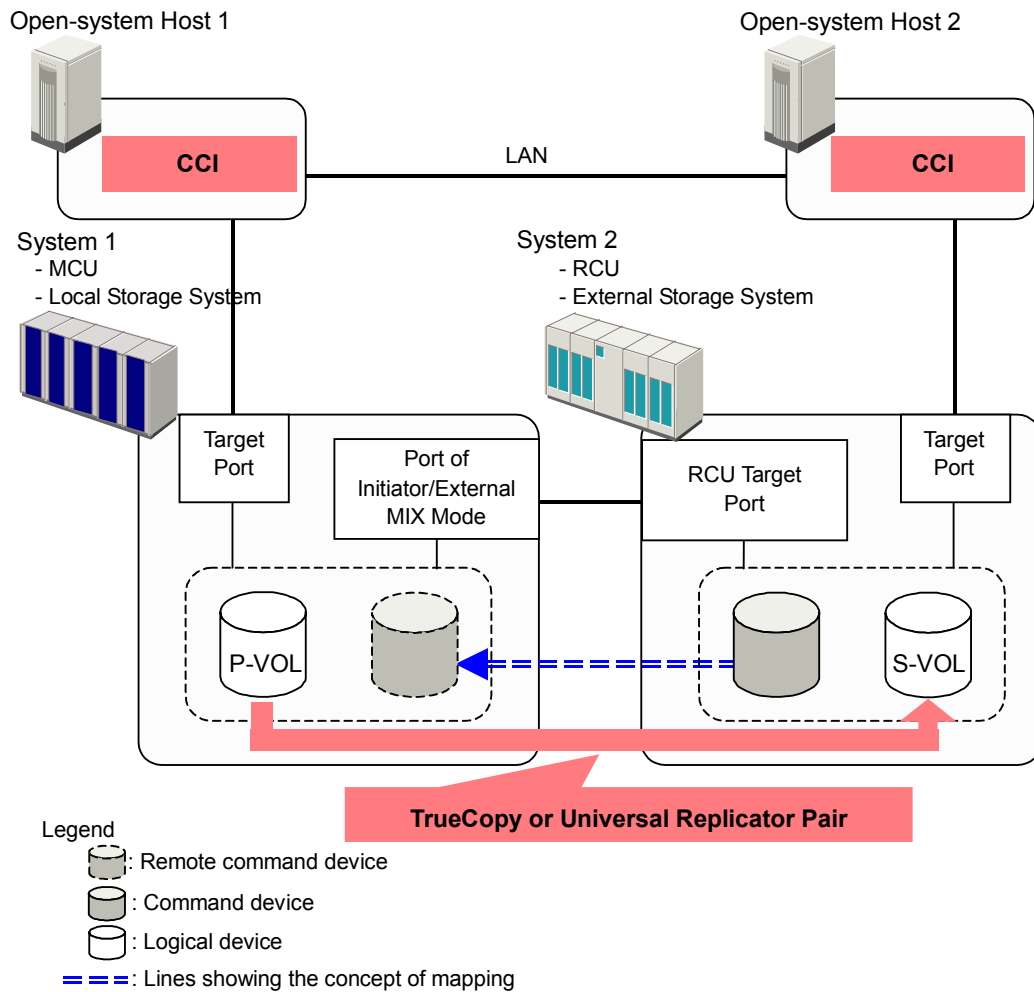 Open-system Host 1
Open-system Host 2
CCI
LAN
CCI
System 1
- MCU
- Local Storage System
System 2
- RCU
- External Storage System
Target
Port
Port of
Initiator/External
MIX Mode
RCU Target
Port
Target
Port
P-VOL
S-VOL
TrueCopy or Universal Replicator Pair
Legend
: Remote command device
: Command device
: Logical device
: Lines showing the concept of mapping